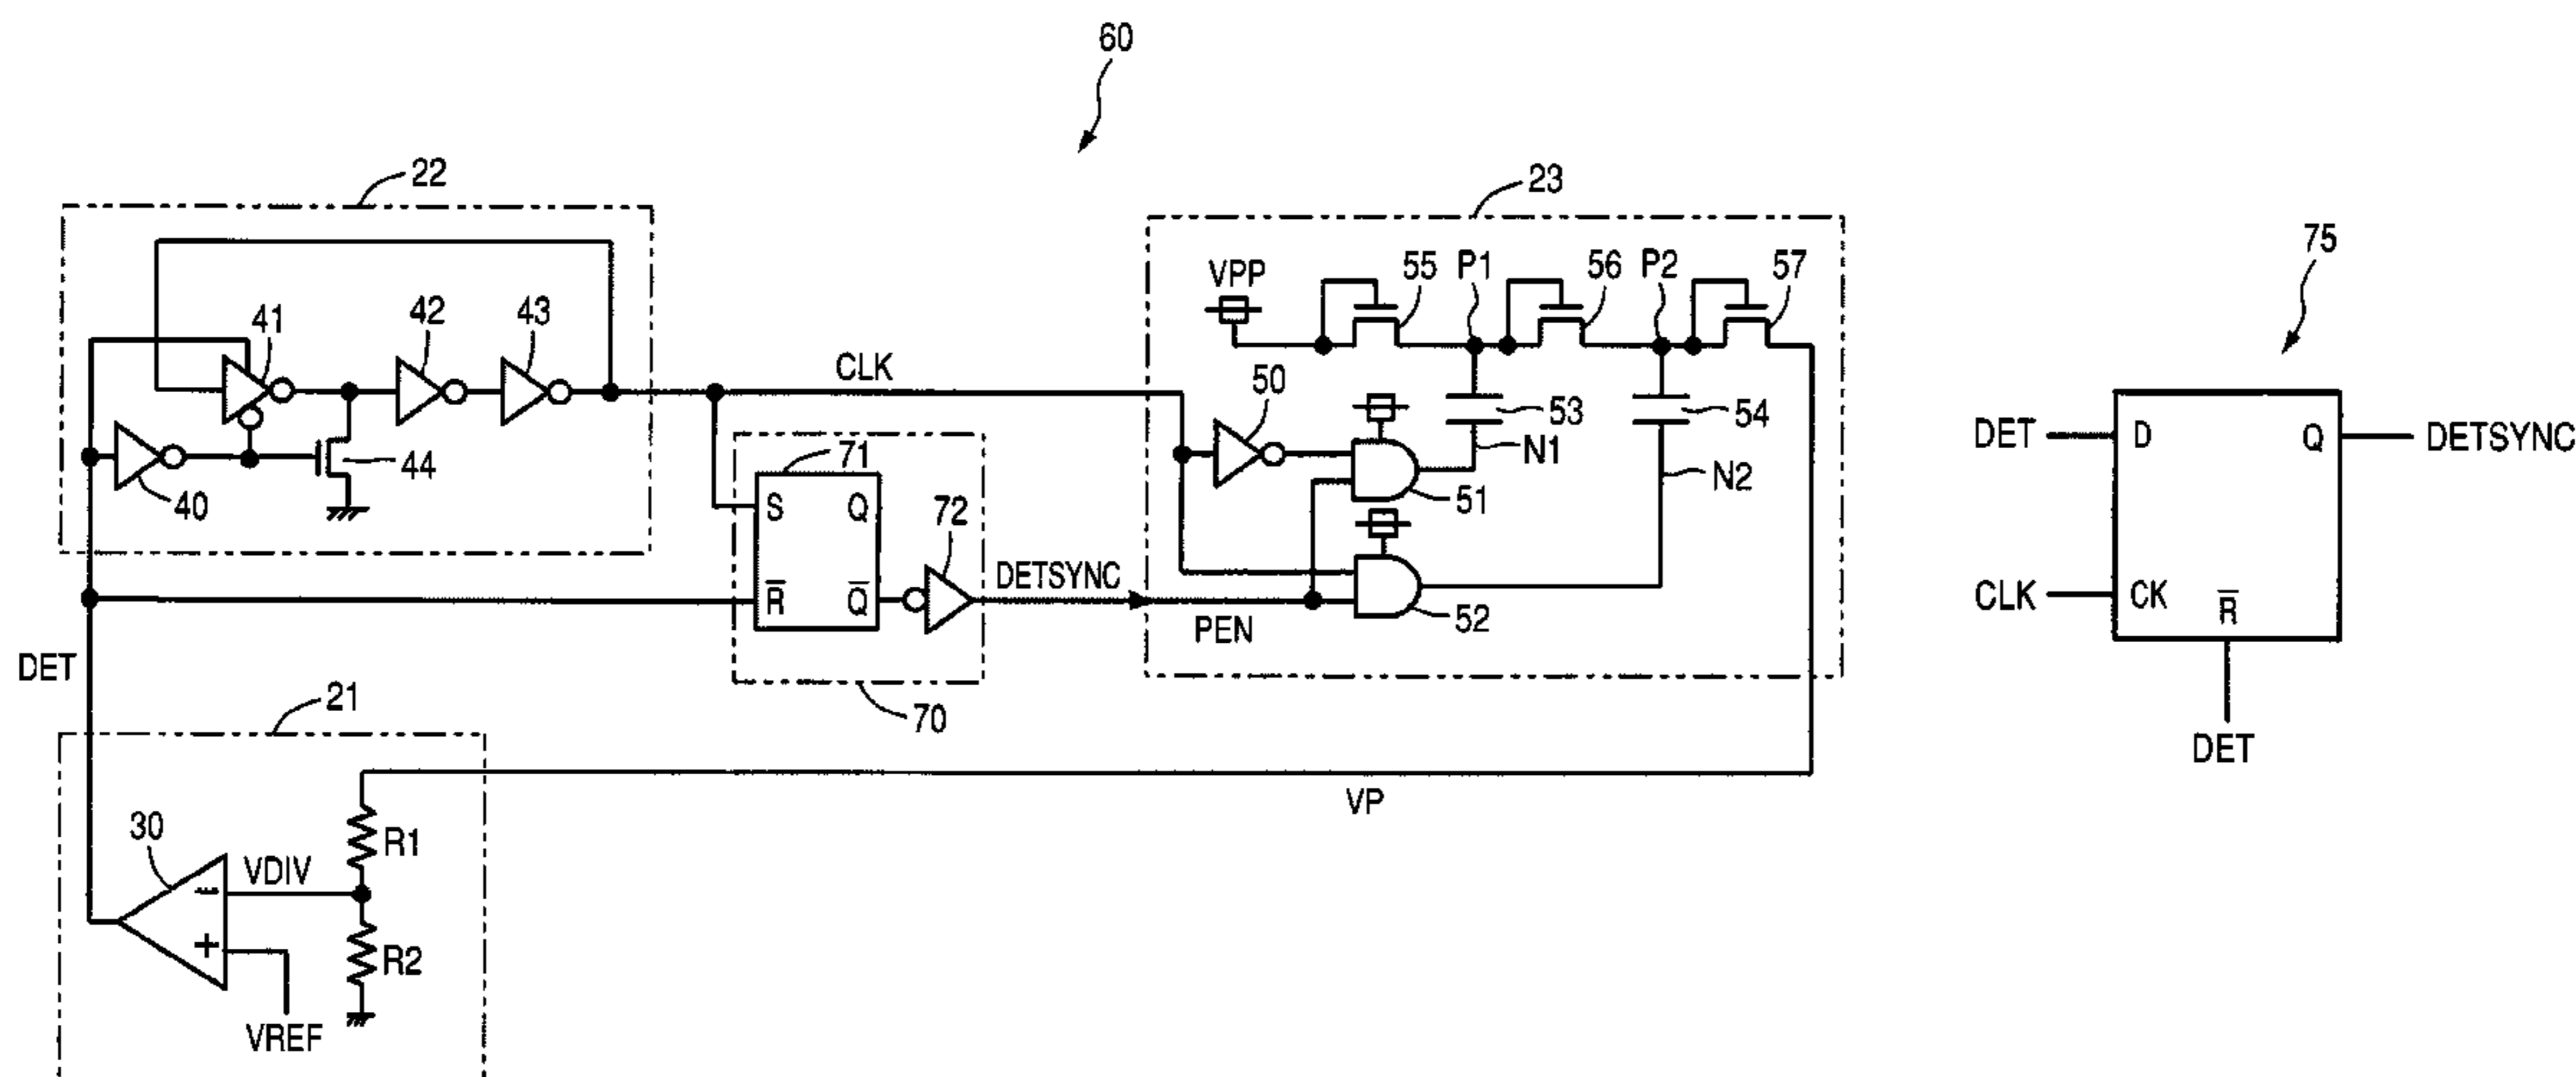 60
22
23
75
VPP
55
P1
56
P2
57
41
42
43
CLK
50
53
54
DET
D
Q
DETSYNC
N1
40
44
71
51
N2
S
Q
72
R̅
Q̅
DETSYNC
PEN
52
CLK
CK
R̅
DET
DET
21
70
VP
30
VDIV
R1
R2
VREF